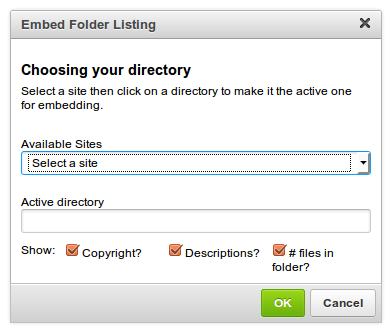 Embed Folder Listing
Choosing your directory
Select a site then click on a directory to make it the active one
for embedding.
Available Sites
Select a site
Active directory
Show: Copyright? Descriptions? # files in
folder?
OK Cancel